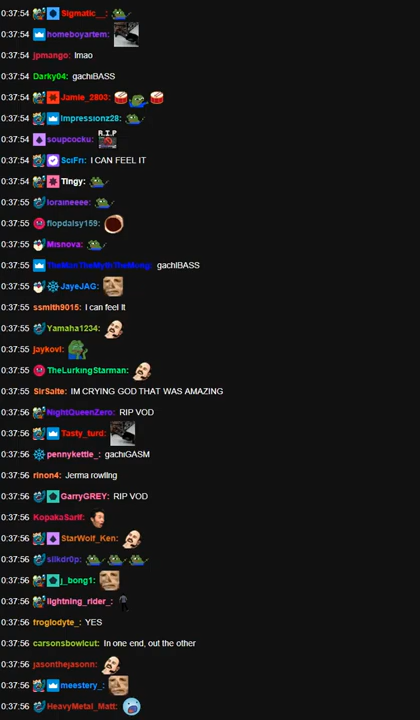 0:37:54 Sigmatic__:
0:37:54 homeboyartem:
0:37:54 jpmango: lmao
0:37:54 Darky04: gachiBASS
0:37:54 Jamie_2803:
0:37:54 Impressionz28:
0:37:54 soupcocku: R.I.P
0:37:54 SciFri: I CAN FEEL IT
0:37:54 Tingy:
0:37:55 loraineeee:
0:37:55 flopdaisy159:
0:37:55 Misnova:
0:37:55 TheManTheMythTheMong: gachiBASS
0:37:55 JayeJAG:
0:37:55 ssmith9015: I can feel it
0:37:55 Yamaha1234:
0:37:55 jaykovi:
0:37:55 TheLurkingStarman:
0:37:55 SirSalte: IM CRYING GOD THAT WAS AMAZING
0:37:56 NightQueenZero: RIP VOD
0:37:56 Tasty_turd:
0:37:56 pennykettle_: gachiGASM
0:37:56 rinon4: Jerma rowling
0:37:56 GarryGREY: RIP VOD
0:37:56 KopakaSarif:
0:37:56 StarWolf_Ken:
0:37:56 silkdr0p:
0:37:56 j_bong1:
0:37:56 lightning_rider_:
0:37:56 froglodyte_: YES
0:37:56 carsonsbowlcut: In one end, out the other
0:37:56 jasonthejasonn:
0:37:56 meestery_:
0:37:56 HeavyMetal_Matt: